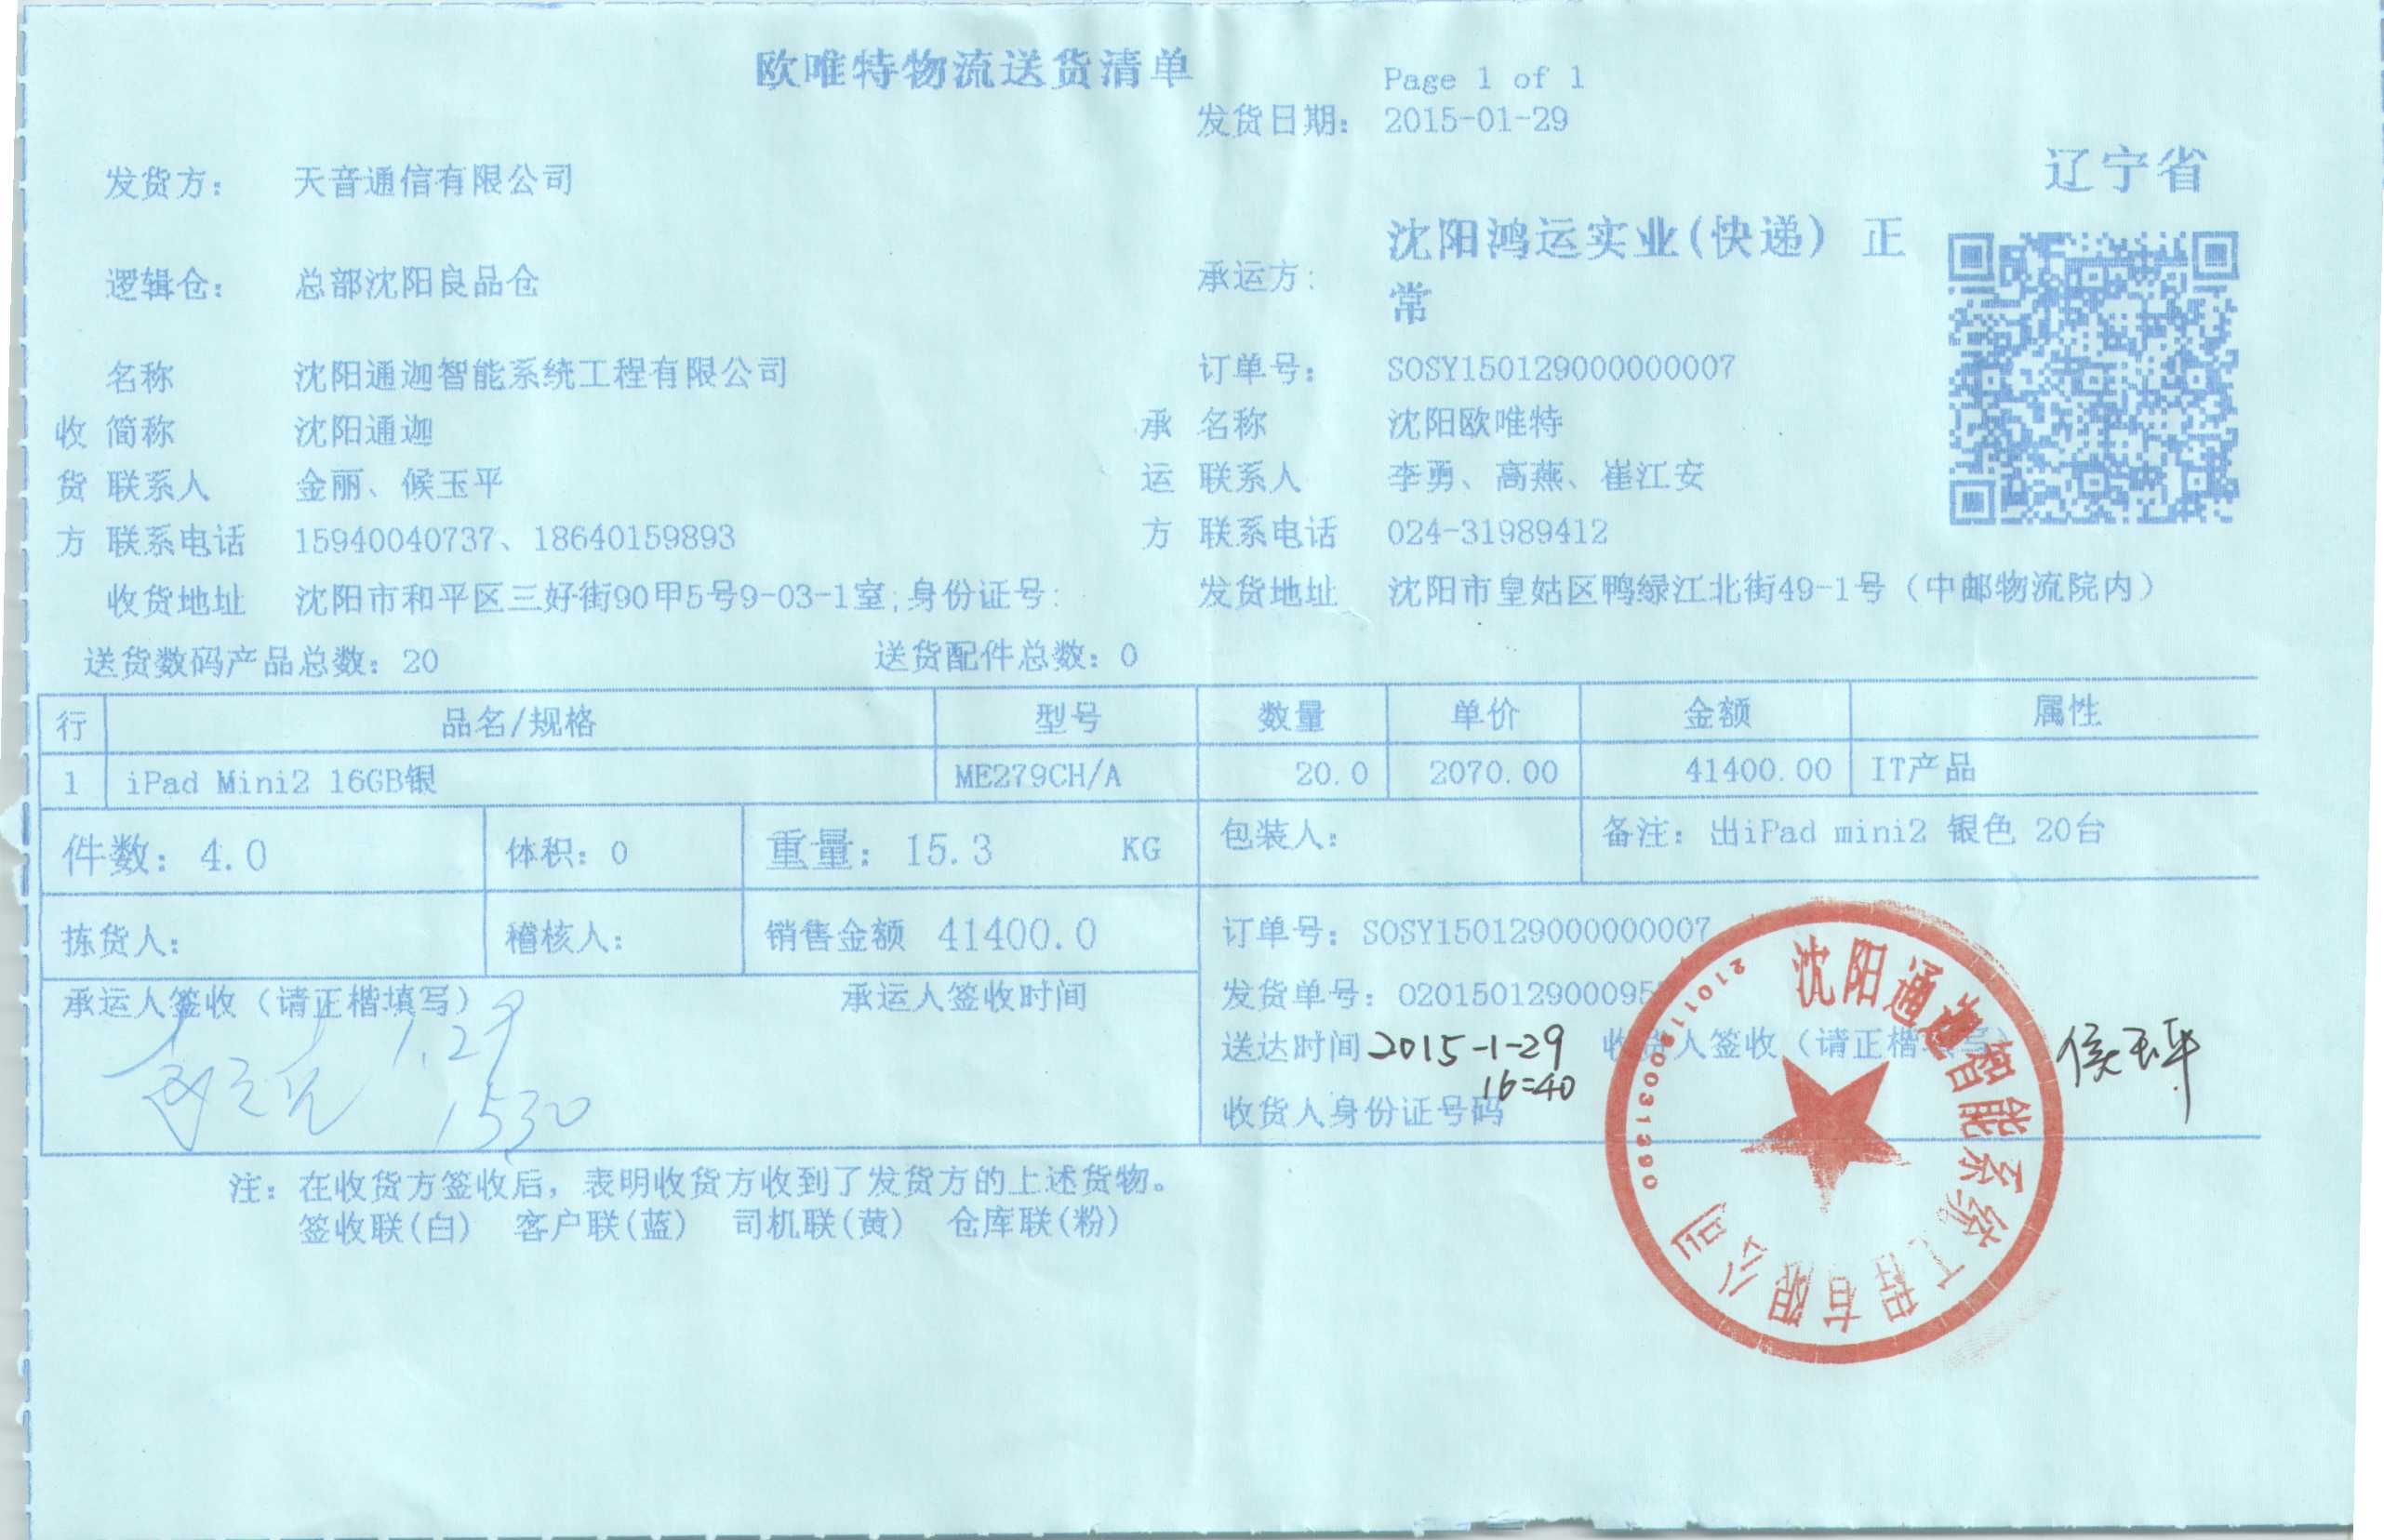 欧唯特物流送货清单
Page 1 of 1
发货日期: 2015-01-29
辽宁省
发货方: 天音通信有限公司
逻辑仓: 总部沈阳良品仓
承运方: 沈阳鸿运实业(快递) 正常
名称 沈阳通迦智能系统工程有限公司
订单号: SOSY150129000000007
收 简称 沈阳通迦
承 名称 沈阳欧唯特
货 联系人 金丽、候玉平
运 联系人 李勇、高燕、崔江安
方 联系电话 15940040737、18640159893
方 联系电话 024-31989412
收货地址 沈阳市和平区三好街90甲5号9-03-1室;身份证号:
发货地址 沈阳市皇姑区鸭绿江北街49-1号（中邮物流院内）
送货数码产品总数: 20 送货配件总数: 0
行 品名/规格 型号 数量 单价 金额 属性
1 iPad Mini2 16GB银 ME279CH/A 20.0 2070.00 41400.00 IT产品
件数: 4.0 体积: 0 重量: 15.3 KG 包装人: 备注: 出iPad mini2 银色 20台
拣货人: 稽核人: 销售金额 41400.0
订单号: SOSY150129000000007
承运人签收（请正楷填写） 承运人签收时间
1.29
1530
发货单号: 020150129000095
送达时间 2015-1-29 16:40
收货人签收（请正楷填写） 侯玉平
收货人身份证号码
沈阳通迦智能系统工程有限公司
注: 在收货方签收后, 表明收货方收到了发货方的上述货物。
签收联(白) 客户联(蓝) 司机联(黄) 仓库联(粉)